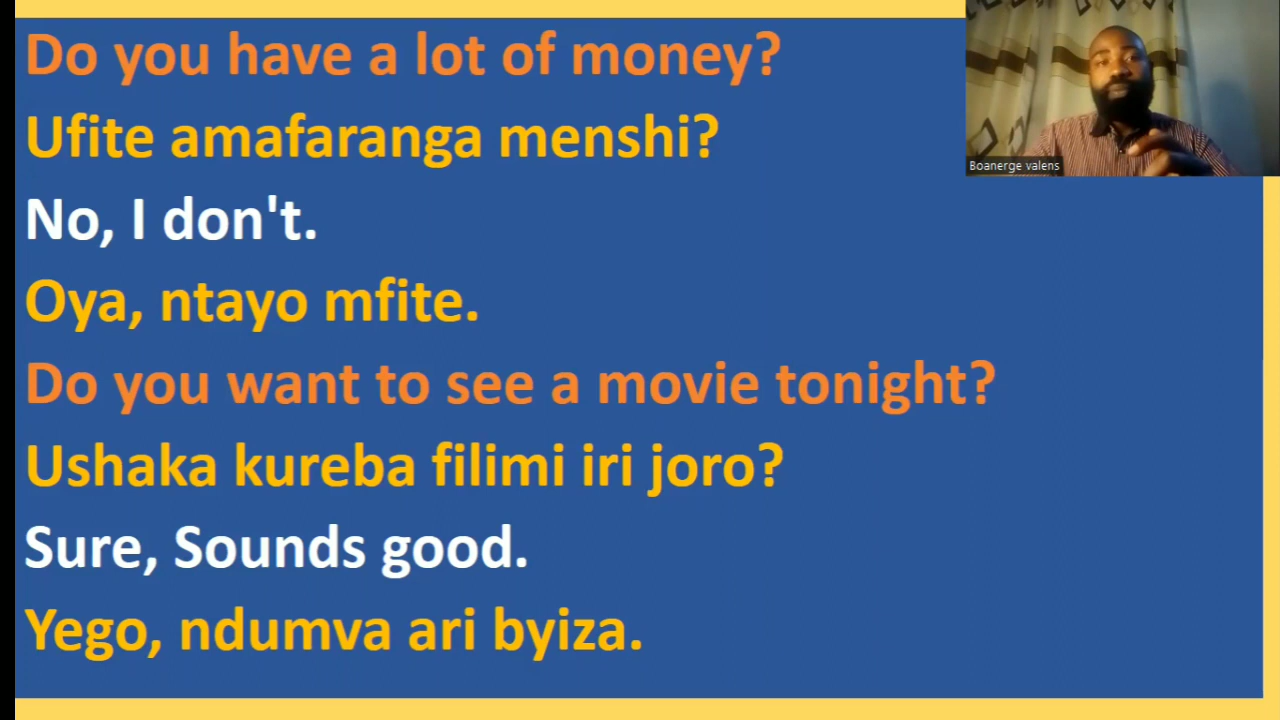 Do you have a lot of money?
Ufite amafaranga menshi?
No, I don't.
Oya, ntayo mfite.
Do you want to see a movie tonight?
Ushaka kureba filimi iri joro?
Sure, Sounds good.
Yego, ndumva ari byiza.
Boanerge valens